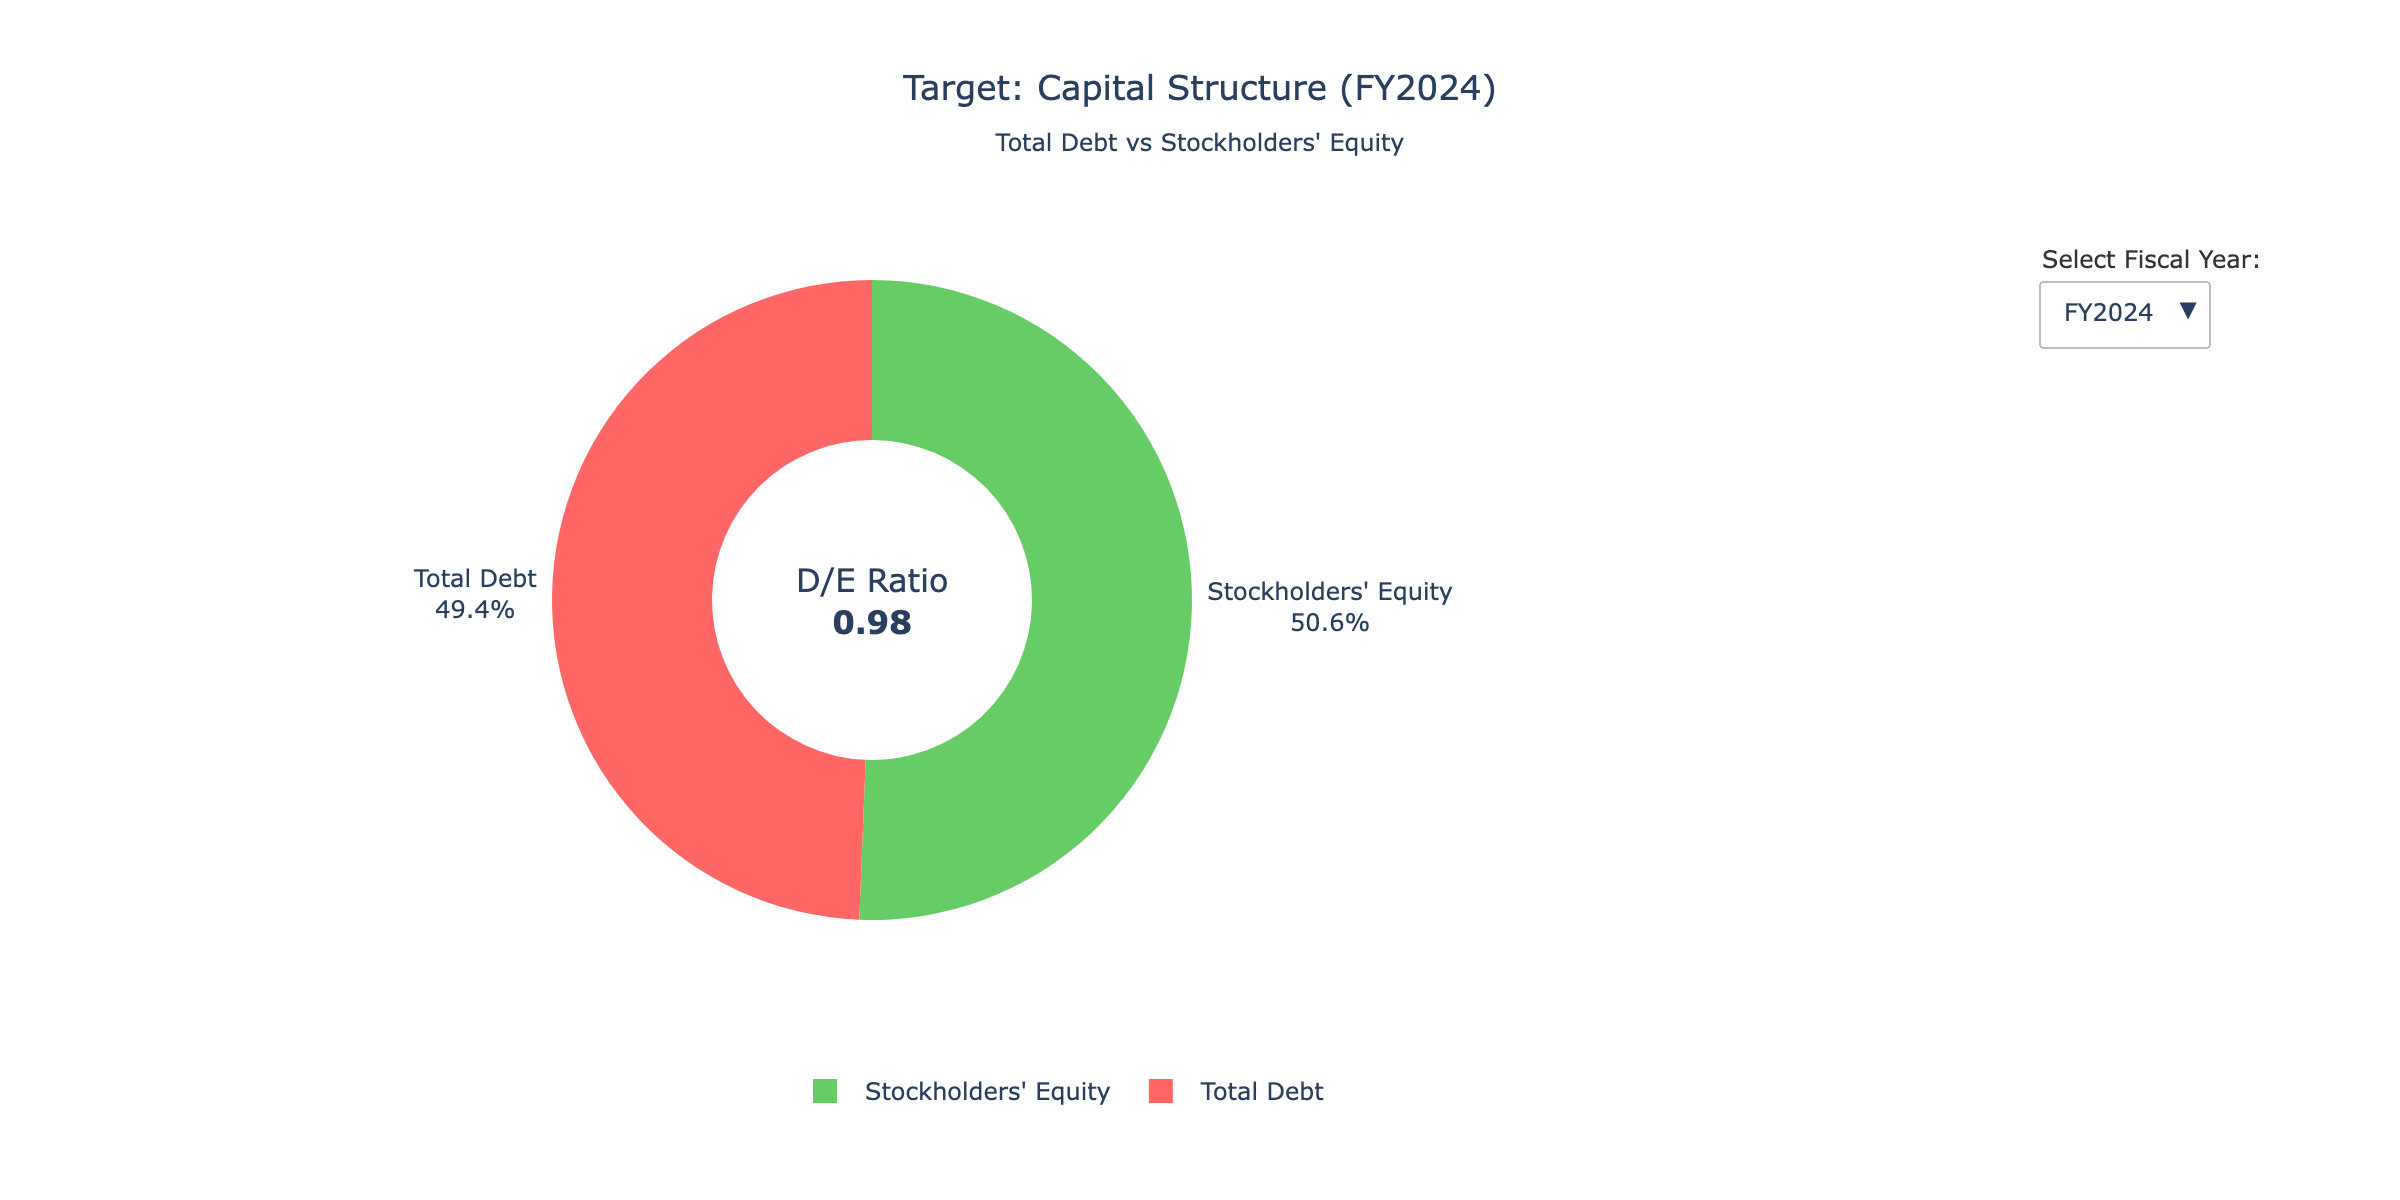 Target: Capital Structure (FY2024)
Total Debt vs Stockholders' Equity
Select Fiscal Year:
FY2024 ▼
Total Debt
49.4%
D/E Ratio
0.98
Stockholders' Equity
50.6%
Stockholders' Equity
Total Debt